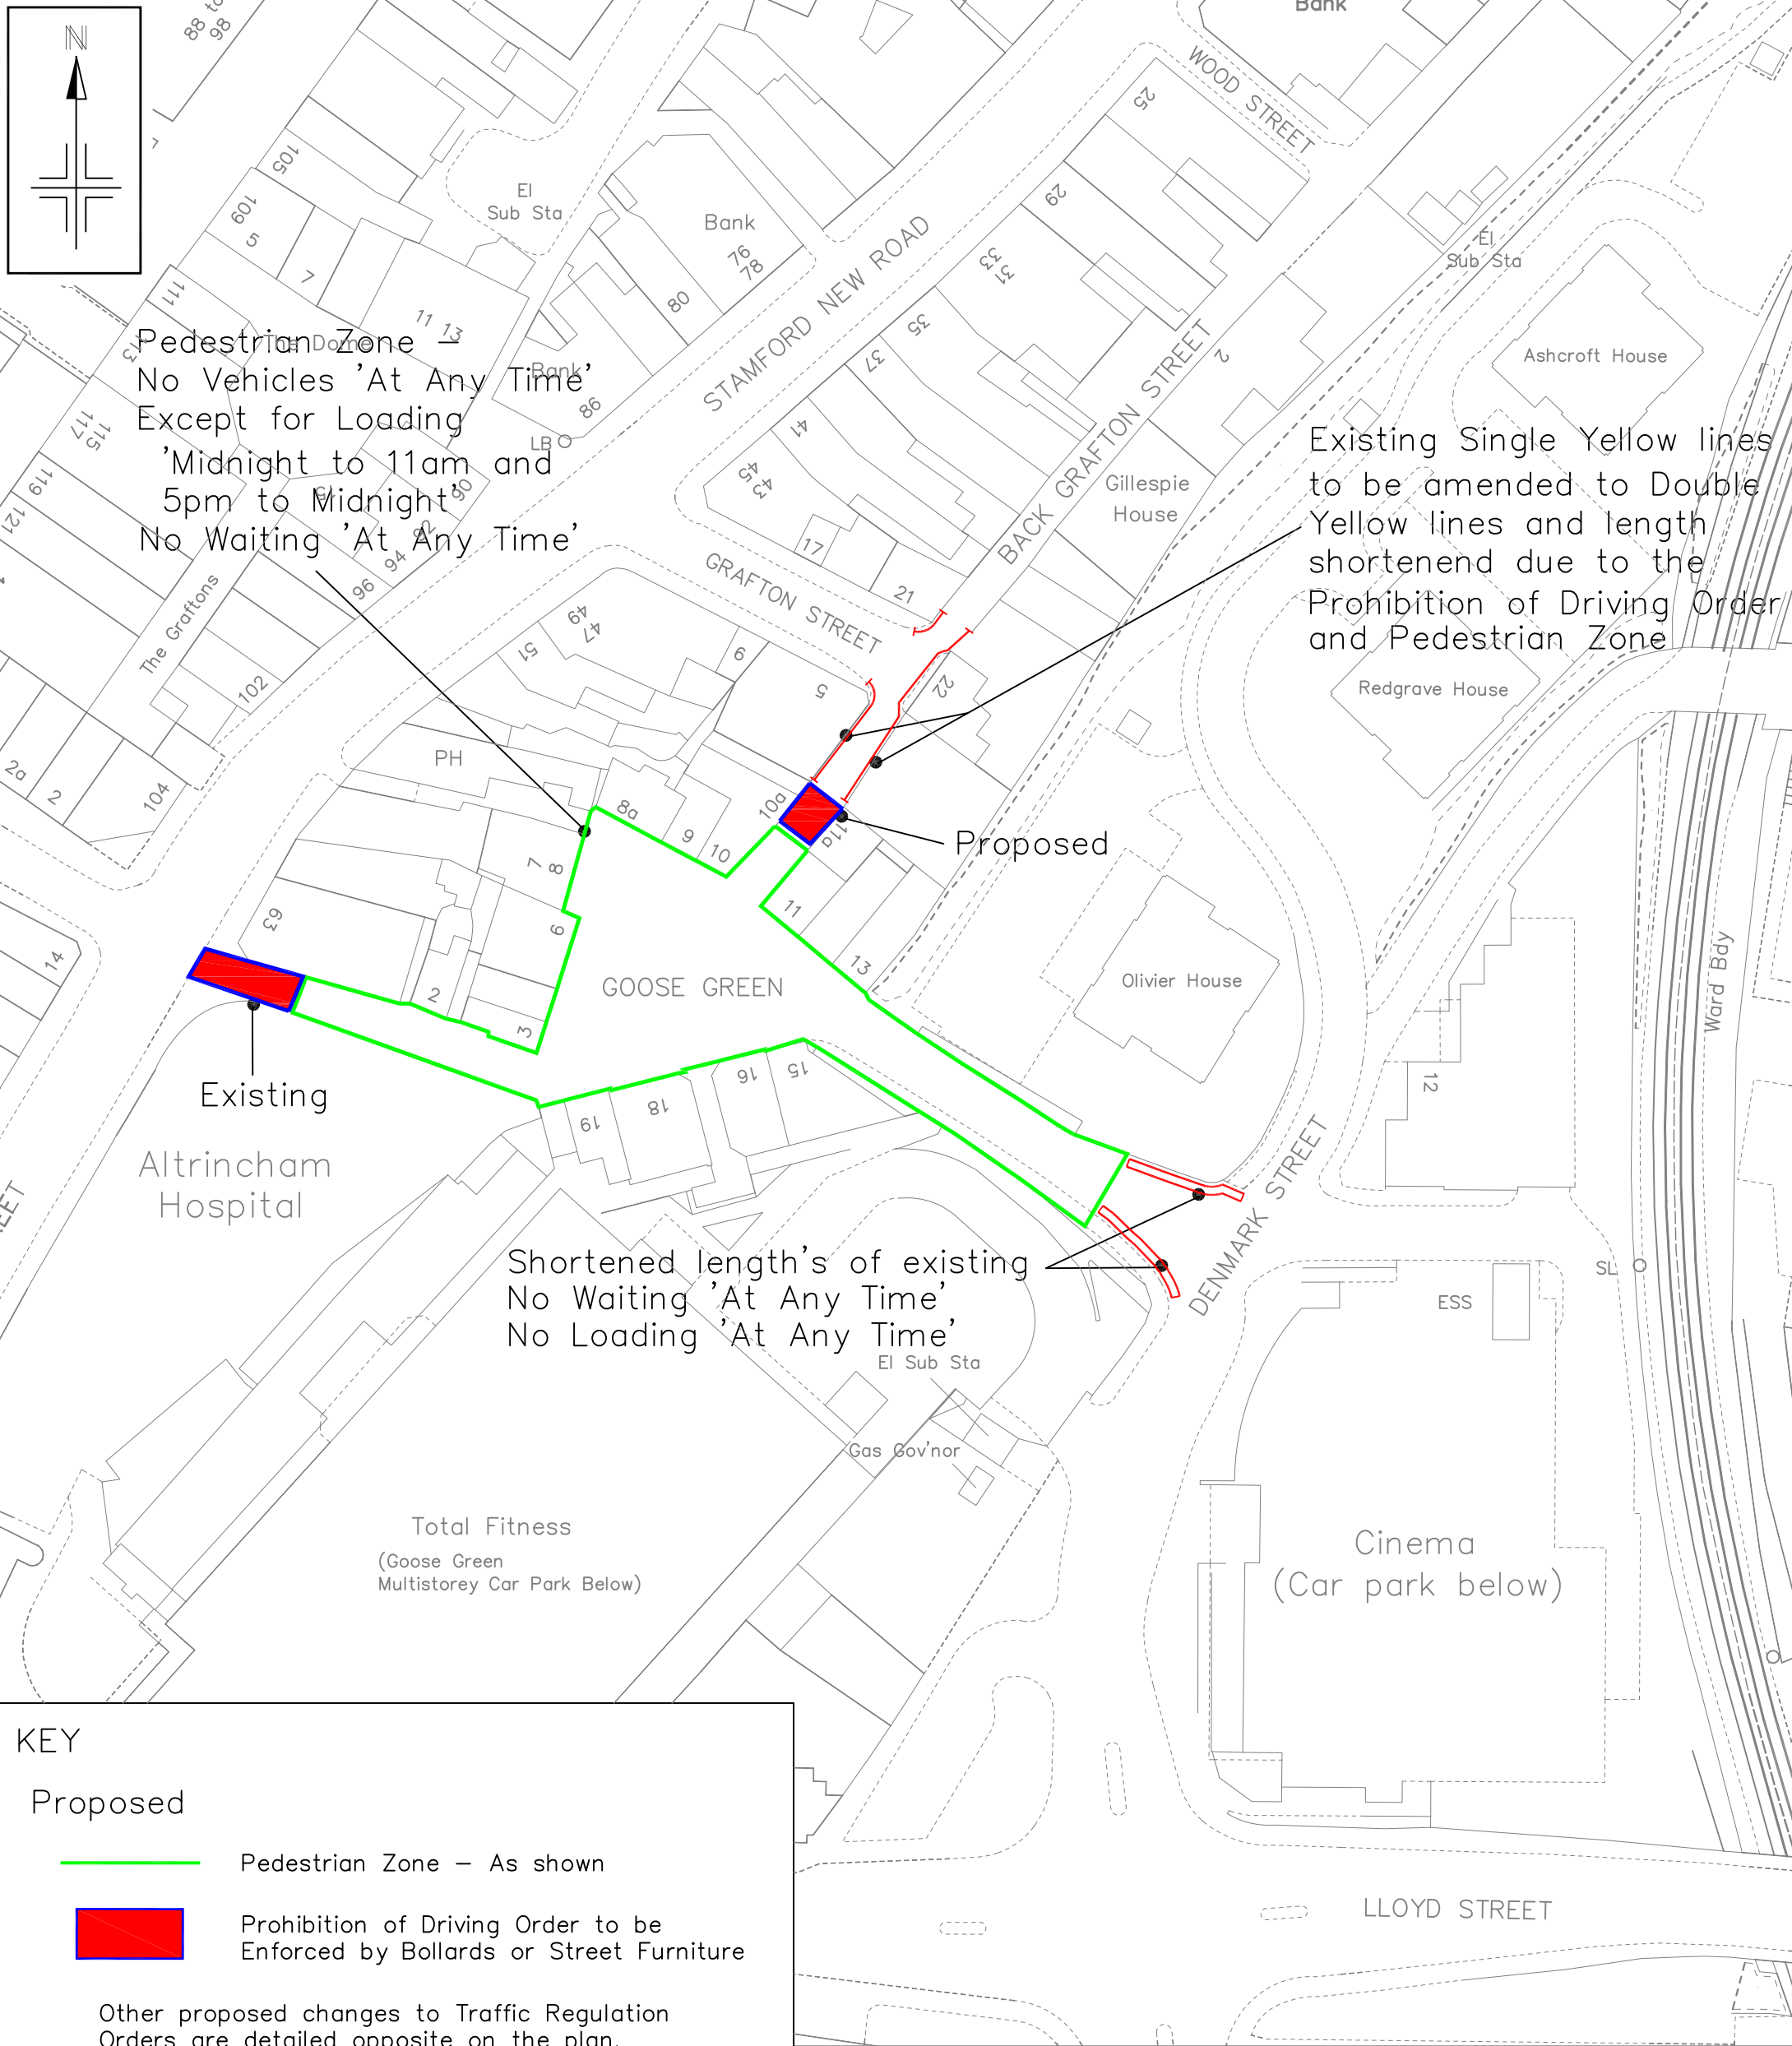 N
88 to
98
Bank
WOOD STREET
25
105
109
5
7
El
Sub Sta
Bank
76
78
80
29
31
33
El
Sub Sta
111
11 13
The Dome
Bank
86
LB
STAMFORD NEW ROAD
35
37
41
43
45
2
Ashcroft House
Pedestrian Zone –
No Vehicles 'At Any Time'
Except for Loading
'Midnight to 11am and
5pm to Midnight'
No Waiting 'At Any Time'
115
117
119
121
90
92
94
96
The Graftons
102
104
2a
2
BACK GRAFTON STREET
Gillespie
House
Existing Single Yellow lines
to be amended to Double
Yellow lines and length
shortenend due to the
Prohibition of Driving Order
and Pedestrian Zone
Redgrave House
GRAFTON STREET
17
21
22
47
49
51
9
5
PH
8a
9
10
10a
11a
Proposed
7
8
6
3
2
63
14
11
13
GOOSE GREEN
Olivier House
Ward Bdy
12
Existing
Altrincham
Hospital
15
16
18
19
DENMARK STREET
Shortened length's of existing
No Waiting 'At Any Time'
No Loading 'At Any Time'
SL
ESS
El Sub Sta
Gas Gov'nor
Total Fitness
(Goose Green
Multistorey Car Park Below)
Cinema
(Car park below)
LLOYD STREET
KEY
Proposed
Pedestrian Zone – As shown
Prohibition of Driving Order to be
Enforced by Bollards or Street Furniture
Other proposed changes to Traffic Regulation
Orders are detailed opposite on the plan.